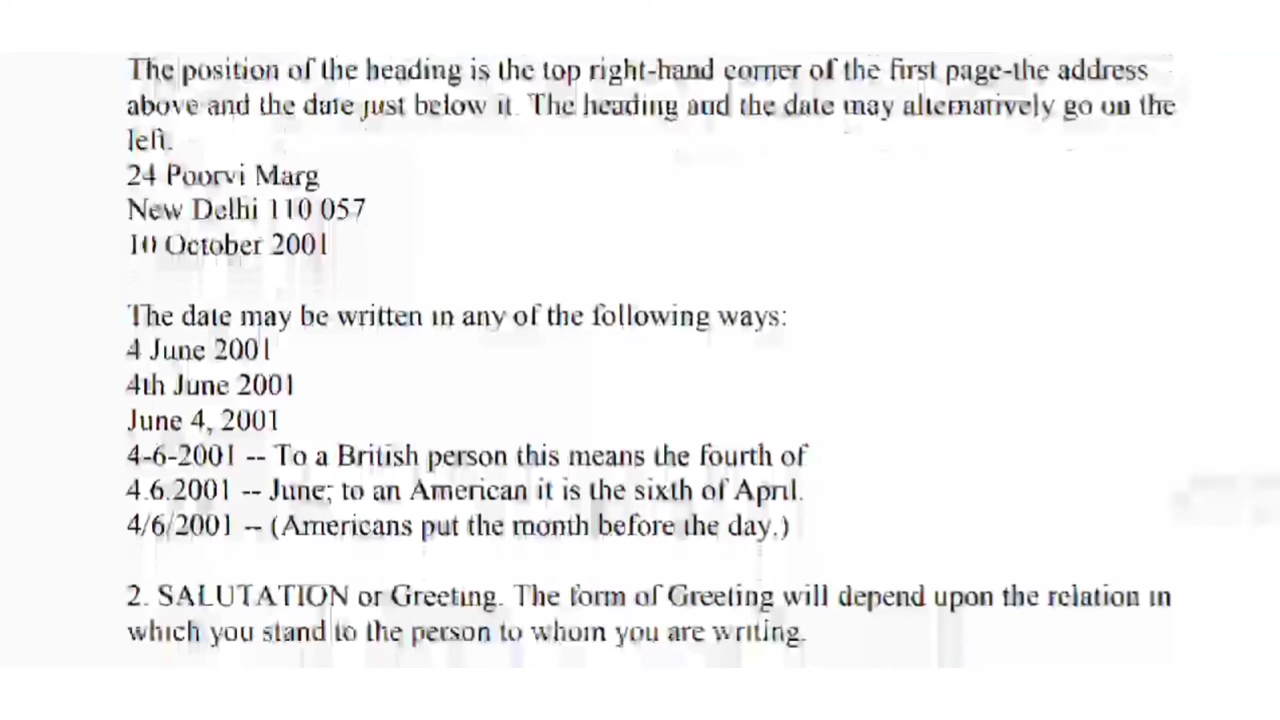 The position of the heading is the top right-hand corner of the first page-the address
above and the date just below it. The heading and the date may alternatively go on the
left.
24 Poorvi Marg
New Delhi 110 057
10 October 2001
The date may be written in any of the following ways:
4 June 2001
4th June 2001
June 4, 2001
4-6-2001 -- To a British person this means the fourth of
4.6.2001 -- June; to an American it is the sixth of April.
4/6/2001 -- (Americans put the month before the day.)
2. SALUTATION or Greeting. The form of Greeting will depend upon the relation in
which you stand to the person to whom you are writing.